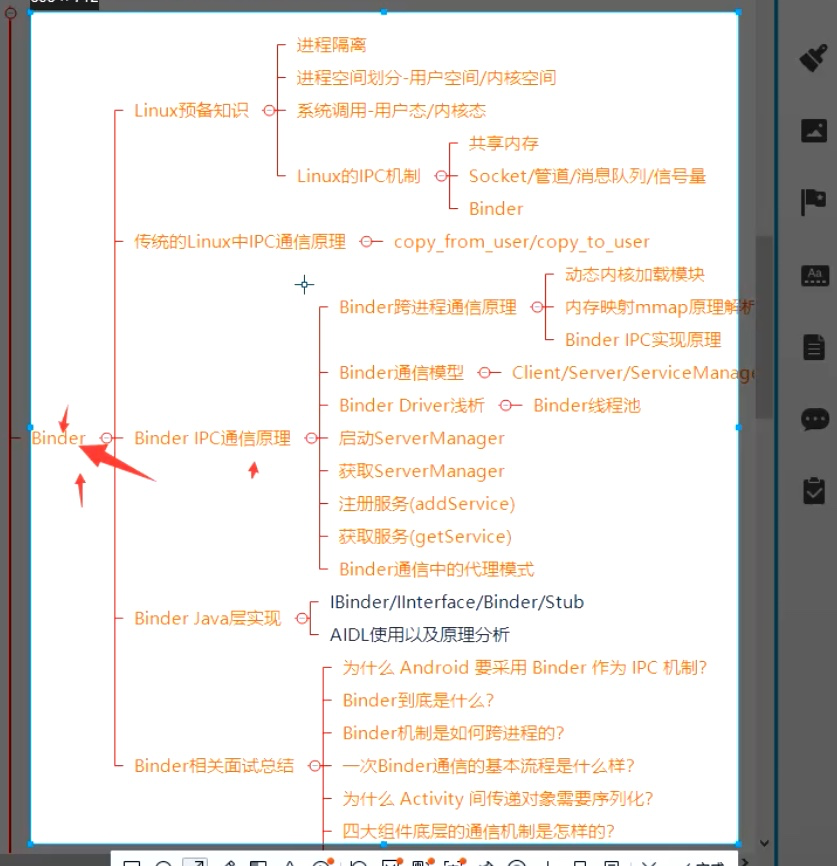 进程隔离
进程空间划分-用户空间/内核空间
Linux预备知识
系统调用-用户态/内核态
共享内存
Linux的IPC机制
Socket/管道/消息队列/信号量
Binder
传统的Linux中IPC通信原理
copy_from_user/copy_to_user
动态内核加载模块
Binder跨进程通信原理
内存映射mmap原理解析
Binder IPC实现原理
Binder通信模型
Client/Server/ServiceManage
Binder Driver浅析
Binder线程池
Binder
Binder IPC通信原理
启动ServerManager
获取ServerManager
注册服务(addService)
获取服务(getService)
Binder通信中的代理模式
Binder Java层实现
IBinder/IInterface/Binder/Stub
AIDL使用以及原理分析
为什么 Android 要采用 Binder 作为 IPC 机制?
Binder到底是什么?
Binder机制是如何跨进程的?
Binder相关面试总结
一次Binder通信的基本流程是什么样?
为什么 Activity 间传递对象需要序列化?
四大组件底层的通信机制是怎样的?
Aa